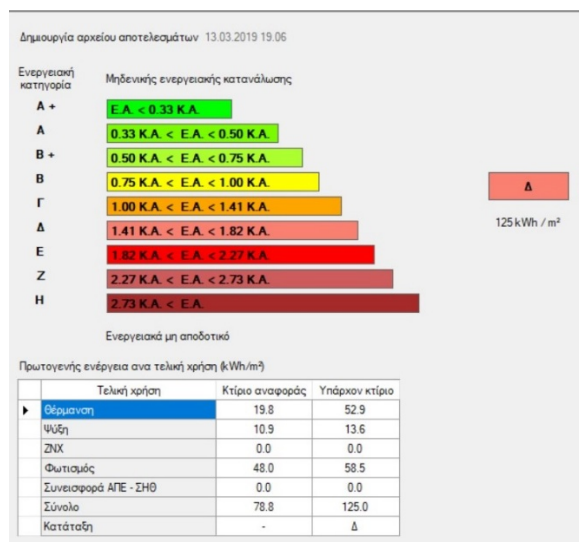 Δημιουργία αρχείου αποτελεσμάτων 13.03.2019 19.06
Ενεργειακή κατηγορία
Μηδενικής ενεργειακής κατανάλωσης
A + Ε.Α. < 0.33 Κ.Α.
A 0.33 Κ.Α. < Ε.Α. < 0.50 Κ.Α.
B + 0.50 Κ.Α. < Ε.Α. < 0.75 Κ.Α.
B 0.75 Κ.Α. < Ε.Α. < 1.00 Κ.Α.
Γ 1.00 Κ.Α. < Ε.Α. < 1.41 Κ.Α.
Δ 1.41 Κ.Α. < Ε.Α. < 1.82 Κ.Α.
E 1.82 Κ.Α. < Ε.Α. < 2.27 Κ.Α.
Z 2.27 Κ.Α. < Ε.Α. < 2.73 Κ.Α.
H 2.73 Κ.Α. < Ε.Α.
Δ
125 kWh / m²
Ενεργειακά μη αποδοτικό
Πρωτογενής ενέργεια ανα τελική χρήση (kWh/m²)
Τελική χρήση Κτίριο αναφοράς Υπάρχον κτίριο
Θέρμανση 19.8 52.9
Ψύξη 10.9 13.6
ΖΝΧ 0.0 0.0
Φωτισμός 48.0 58.5
Συνεισφορά ΑΠΕ - ΣΗΘ 0.0 0.0
Σύνολο 78.8 125.0
Κατάταξη - Δ